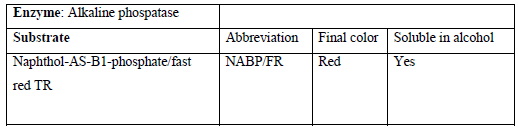 Enzyme: Alkaline phospatase
Substrate Abbreviation Final color Soluble in alcohol
Naphthol-AS-B1-phosphate/fast NABP/FR Red Yes
red TR